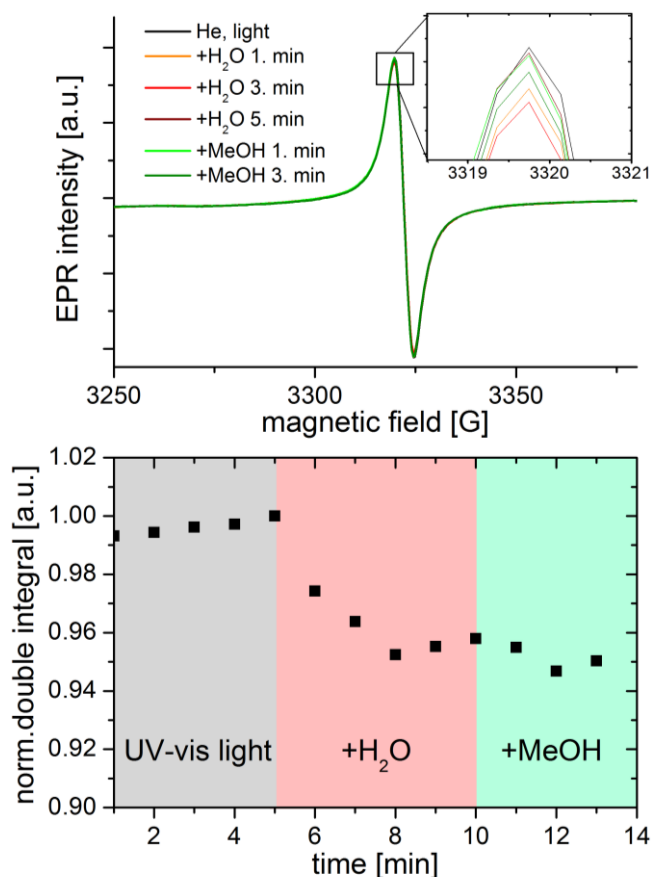 He, light
+H₂O 1. min
+H₂O 3. min
+H₂O 5. min
+MeOH 1. min
+MeOH 3. min
3319 3320 3321
EPR intensity [a.u.]
3250 3300 3350
magnetic field [G]
norm.double integral [a.u.]
1.02
1.00
0.98
0.96
0.94
0.92
0.90
UV-vis light +H₂O +MeOH
2 4 6 8 10 12 14
time [min]